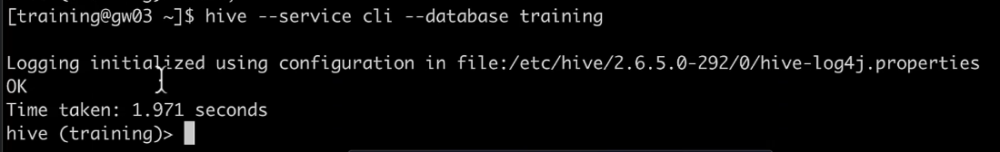 [training@gw03 ~]$ hive --service cli --database training
Logging initialized using configuration in file:/etc/hive/2.6.5.0-292/0/hive-log4j.properties
OK
Time taken: 1.971 seconds
hive (training)>